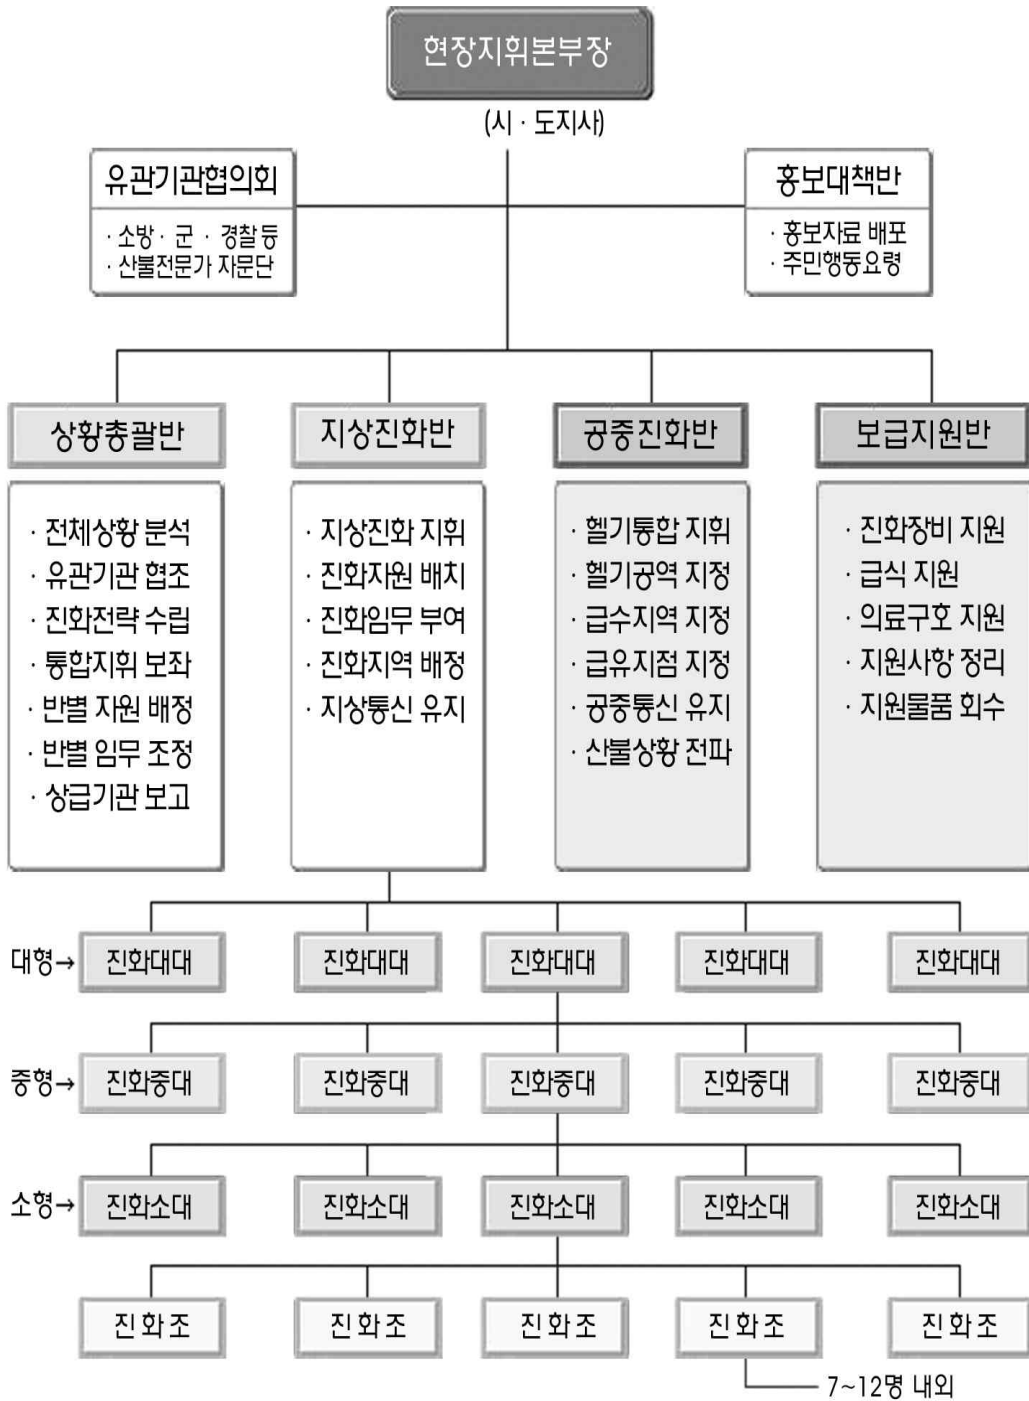 현장지휘본부장
(시 · 도지사)
유관기관협의회
· 소방 · 군 · 경찰 등
· 산불전문가 자문단
홍보대책반
· 홍보자료 배포
· 주민행동요령
상황총괄반
· 전체상황 분석
· 유관기관 협조
· 진화전략 수립
· 통합지휘 보좌
· 반별 자원 배정
· 반별 임무 조정
· 상급기관 보고
지상진화반
· 지상진화 지휘
· 진화자원 배치
· 진화임무 부여
· 진화지역 배정
· 지상통신 유지
공중진화반
· 헬기통합 지휘
· 헬기공역 지정
· 급수지역 지정
· 급유지점 지정
· 공중통신 유지
· 산불상황 전파
보급지원반
· 진화장비 지원
· 급식 지원
· 의료구호 지원
· 지원사항 정리
· 지원물품 회수
대형→ 진화대대 진화대대 진화대대 진화대대 진화대대
중형→ 진화중대 진화중대 진화중대 진화중대 진화중대
소형→ 진화소대 진화소대 진화소대 진화소대 진화소대
진화조 진화조 진화조 진화조 진화조
7~12명 내외